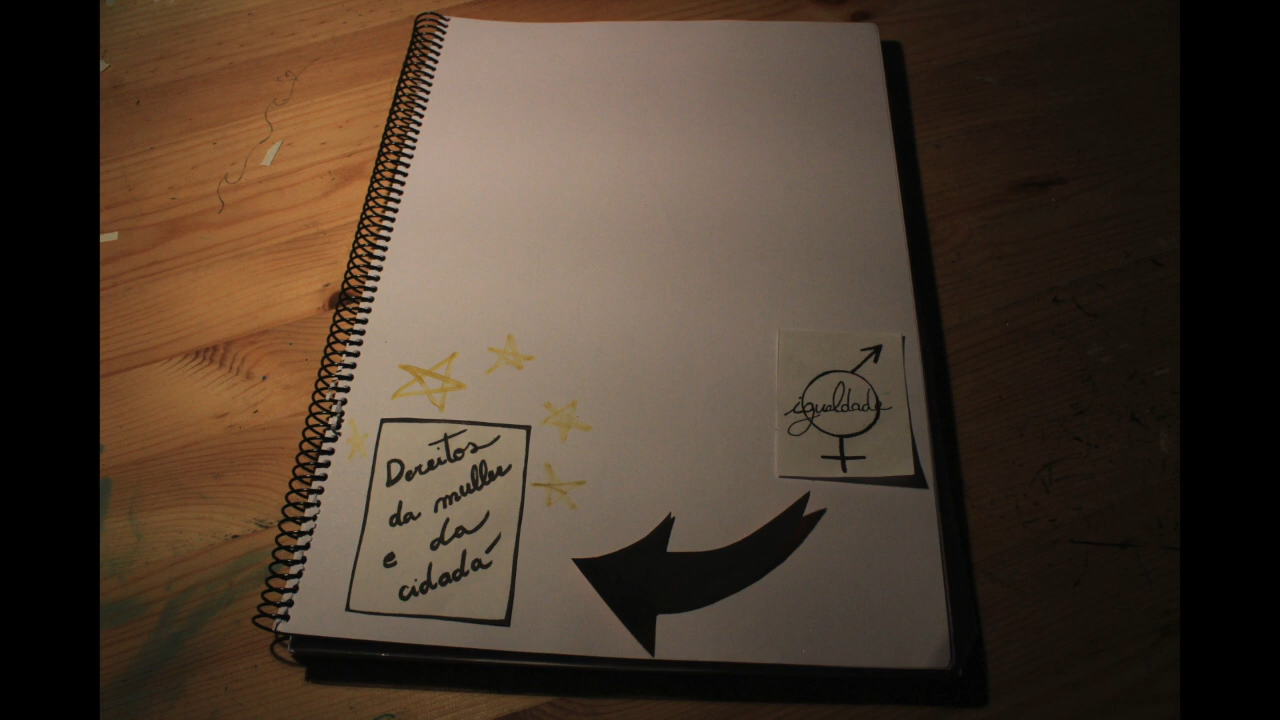 Dereitos
da muller
e da
cidadá
igualdade